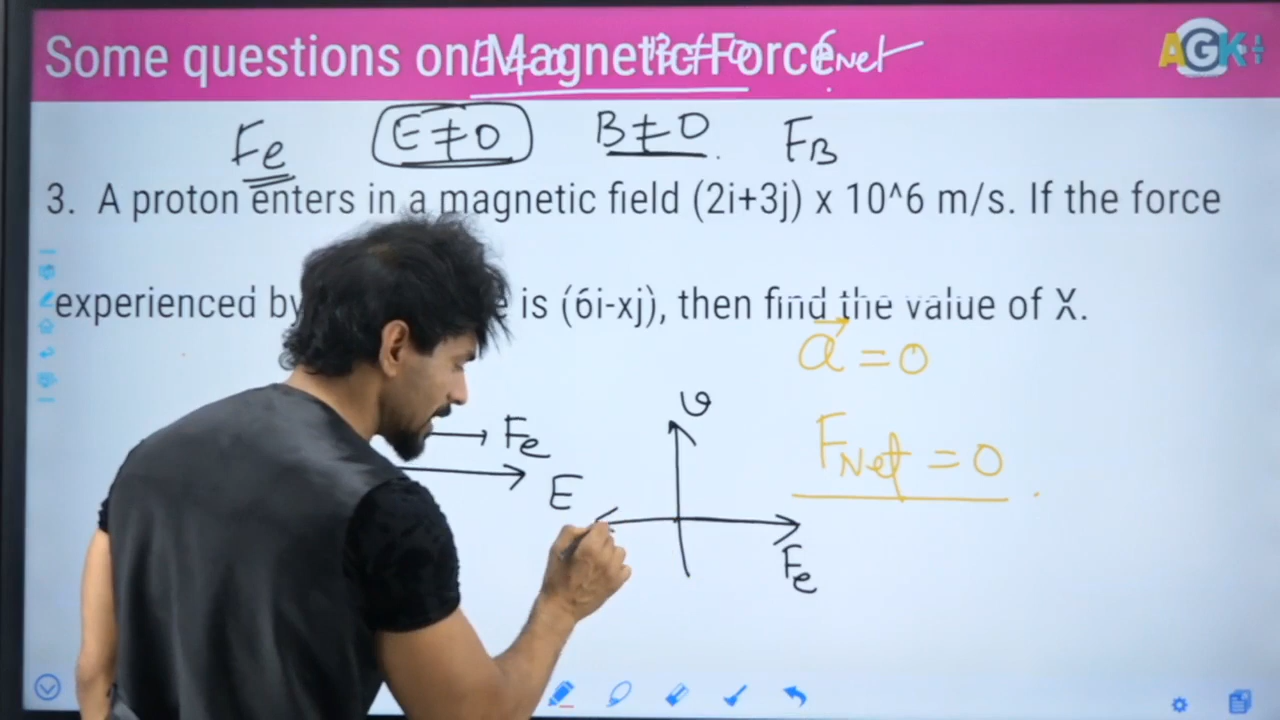 Some questions on Magnetic Force
B ≠ 0 FNet
AGK
Fe E≠0 B≠0 FB
3. A proton enters in a magnetic field (2i+3j) x 10^6 m/s. If the force
experienced by is (6i-xj), then find the value of X.
a⃗ = 0
Fe
E
v
FNet = 0
Fe